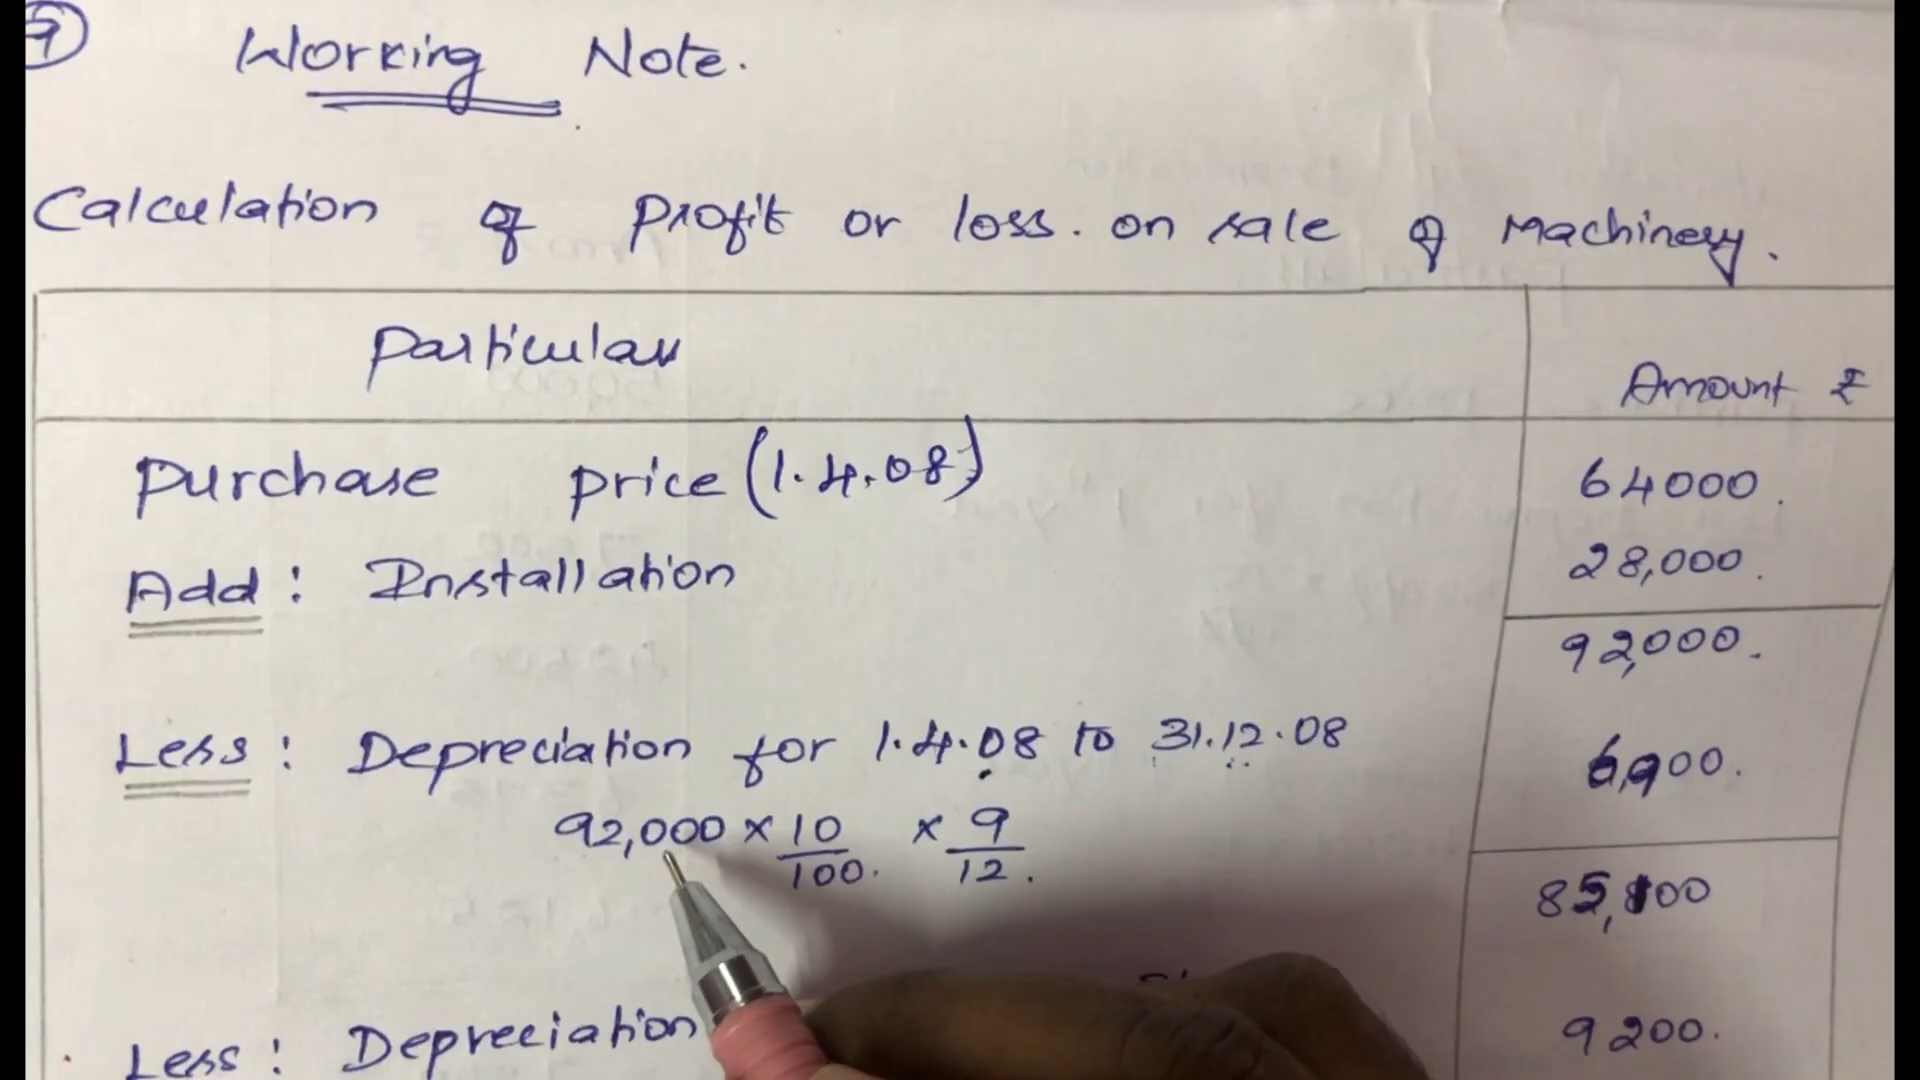 9
Working Note.
Calculation of Profit or loss. on sale of Machinery.
Particulars
Amount ₹
Purchase price (1.4.08) 64000.
Add: Installation 28,000.
92,000.
Less: Depreciation for 1.4.08 to 31.12.08 6,900.
92,000 × 10/100. × 9/12.
85,100
Less: Depreciation 9200.